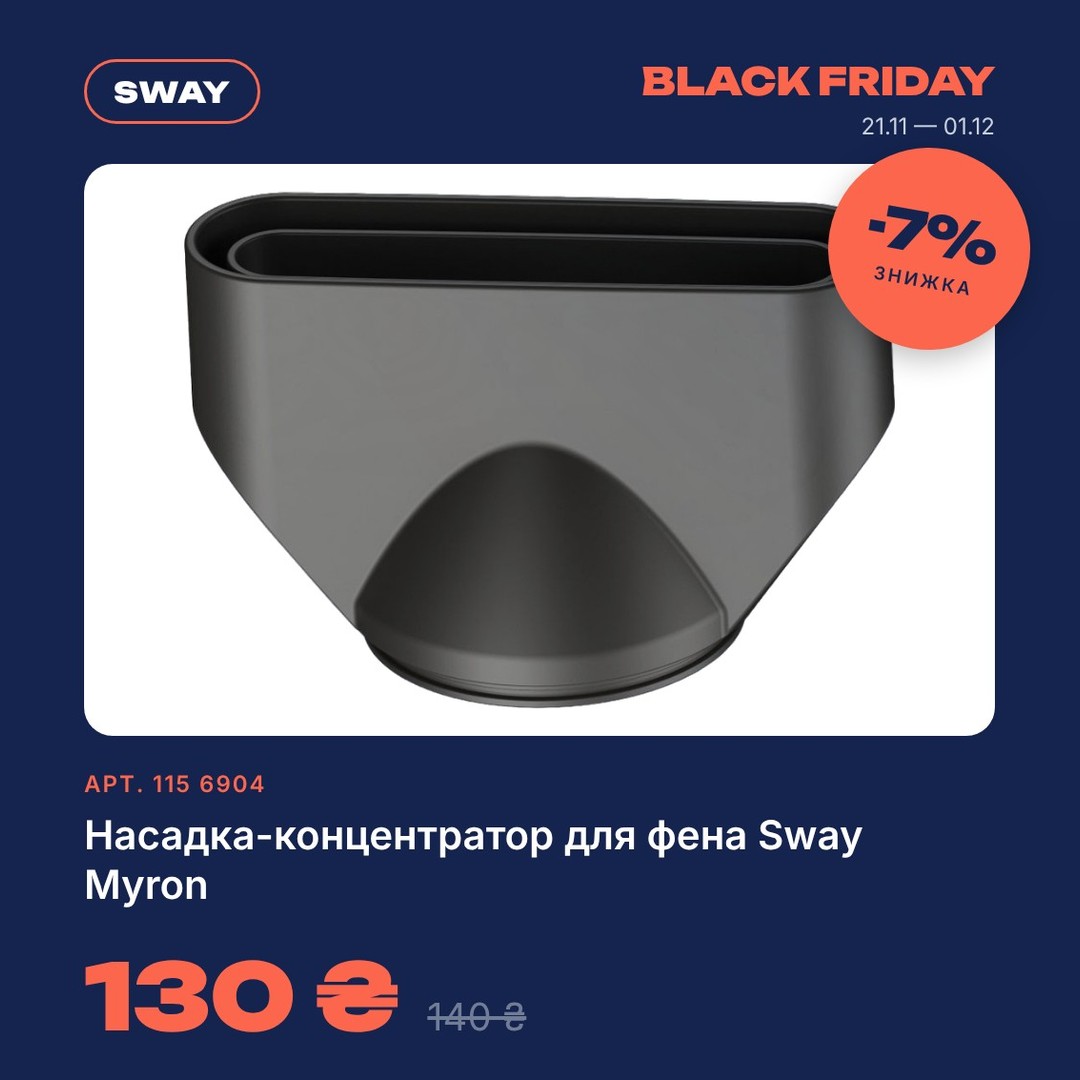 SWAY
BLACK FRIDAY
21.11 — 01.12
-7%
ЗНИЖКА
АРТ. 115 6904
Насадка-концентратор для фена Sway
Myron
130 ₴
140 ₴